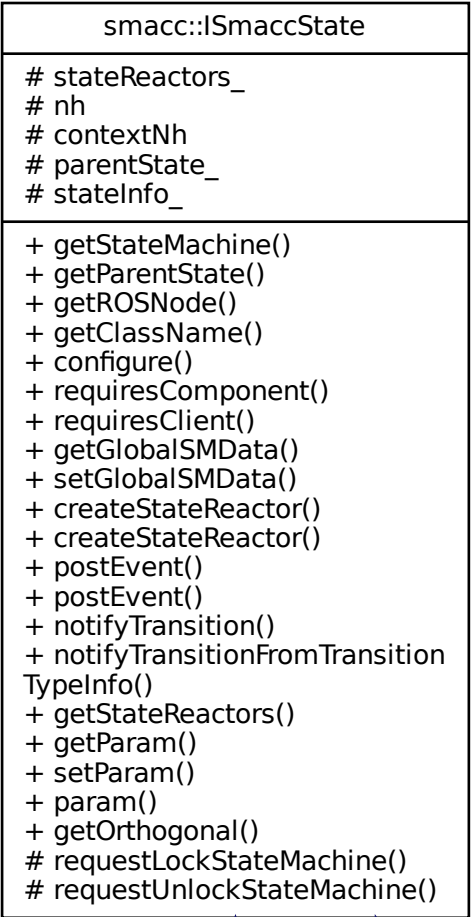 smacc::ISmaccState
# stateReactors_
# nh
# contextNh
# parentState_
# stateInfo_
+ getStateMachine()
+ getParentState()
+ getROSNode()
+ getClassName()
+ configure()
+ requiresComponent()
+ requiresClient()
+ getGlobalSMData()
+ setGlobalSMData()
+ createStateReactor()
+ createStateReactor()
+ postEvent()
+ postEvent()
+ notifyTransition()
+ notifyTransitionFromTransition
TypeInfo()
+ getStateReactors()
+ getParam()
+ setParam()
+ param()
+ getOrthogonal()
# requestLockStateMachine()
# requestUnlockStateMachine()